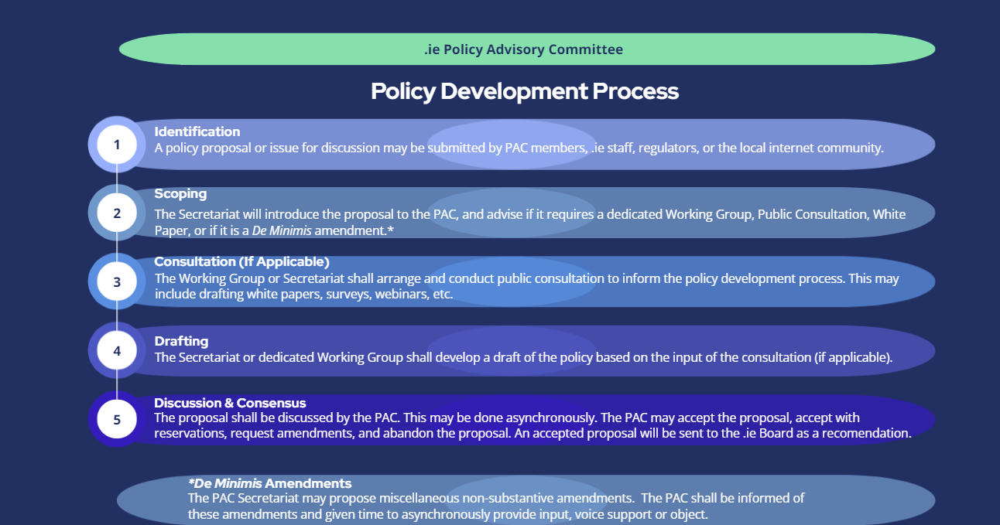 .ie Policy Advisory Committee
Policy Development Process
1
Identification
A policy proposal or issue for discussion may be submitted by PAC members, .ie staff, regulators, or the local internet community.
2
Scoping
The Secretariat will introduce the proposal to the PAC, and advise if it requires a dedicated Working Group, Public Consultation, White
Paper, or if it is a De Minimis amendment.*
3
Consultation (If Applicable)
The Working Group or Secretariat shall arrange and conduct public consultation to inform the policy development process. This may
include drafting white papers, surveys, webinars, etc.
4
Drafting
The Secretariat or dedicated Working Group shall develop a draft of the policy based on the input of the consultation (if applicable).
5
Discussion & Consensus
The proposal shall be discussed by the PAC. This may be done asynchronously. The PAC may accept the proposal, accept with
reservations, request amendments, and abandon the proposal. An accepted proposal will be sent to the .ie Board as a recomendation.
*De Minimis Amendments
The PAC Secretariat may propose miscellaneous non-substantive amendments.  The PAC shall be informed of
these amendments and given time to asynchronously provide input, voice support or object.